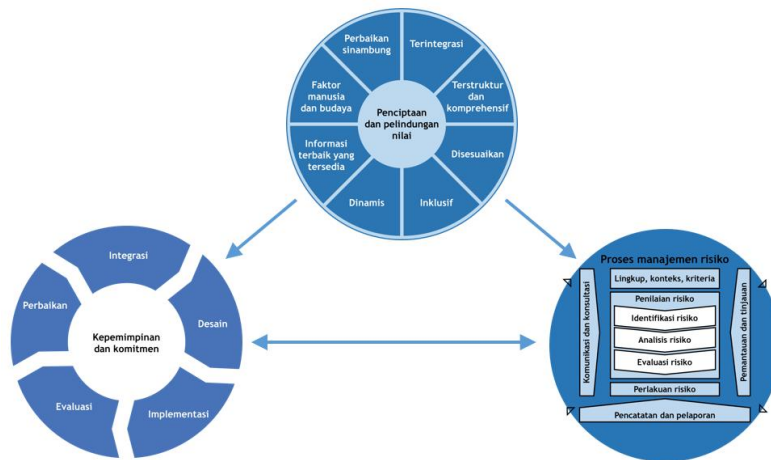 Perbaikan
sinambung
Terintegrasi
Terstruktur
dan
komprehensif
Disesuaikan
Inklusif
Dinamis
Informasi
terbaik yang
tersedia
Faktor
manusia
dan budaya
Penciptaan
dan pelindungan
nilai
Integrasi
Desain
Implementasi
Evaluasi
Perbaikan
Kepemimpinan
dan komitmen
Proses manajemen risiko
Lingkup, konteks, kriteria
Penilaian risiko
Identifikasi risiko
Analisis risiko
Evaluasi risiko
Perlakuan risiko
Komunikasi dan konsultasi
Pemantauan dan tinjauan
Pencatatan dan pelaporan